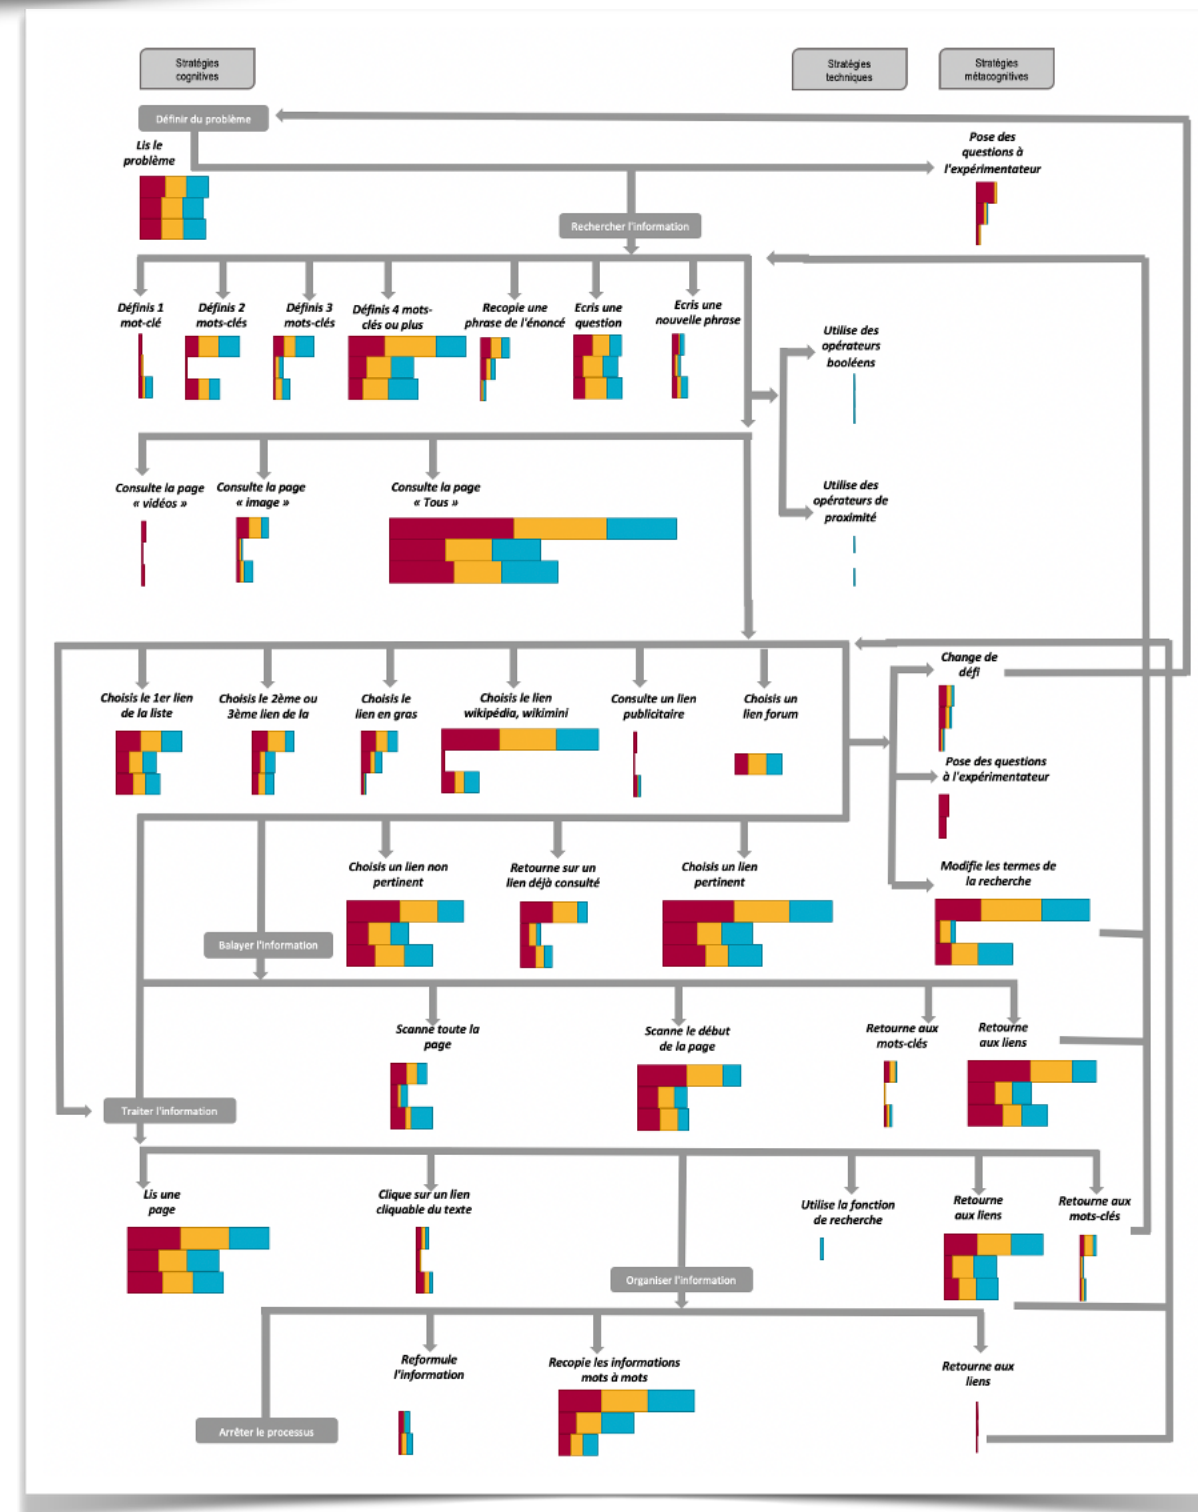 Stratégies
cognitives
Stratégies
techniques
Stratégies
métacognitives
Définir du problème
Lis le
problème
Pose des
questions à
l'expérimentateur
Rechercher l'information
Définis 1
mot-clé
Définis 2
mots-clés
Définis 3
mots-clés
Définis 4 mots-
clés ou plus
Recopie une
phrase de l'énoncé
Ecris une
question
Ecris une
nouvelle phrase
Utilise des
opérateurs
booléens
Consulte la page
« vidéos »
Consulte la page
« image »
Consulte la page
« Tous »
Utilise des
opérateurs de
proximité
Choisis le 1er lien
de la liste
Choisis le 2ème ou
3ème lien de la
Choisis le
lien en gras
Choisis le lien
wikipédia, wikimini
Consulte un lien
publicitaire
Choisis un
lien forum
Change de
défi
Pose des questions
à l'expérimentateur
Choisis un lien non
pertinent
Retourne sur un
lien déjà consulté
Choisis un lien
pertinent
Modifie les termes de
la recherche
Balayer l'information
Scanne toute la
page
Scanne le début
de la page
Retourne aux
mots-clés
Retourne
aux liens
Traiter l'information
Lis une
page
Clique sur un lien
cliquable du texte
Utilise la fonction
de recherche
Retourne
aux liens
Retourne aux
mots-clés
Organiser l'information
Reformule
l'information
Recopie les informations
mots à mots
Retourne aux
liens
Arrêter le processus